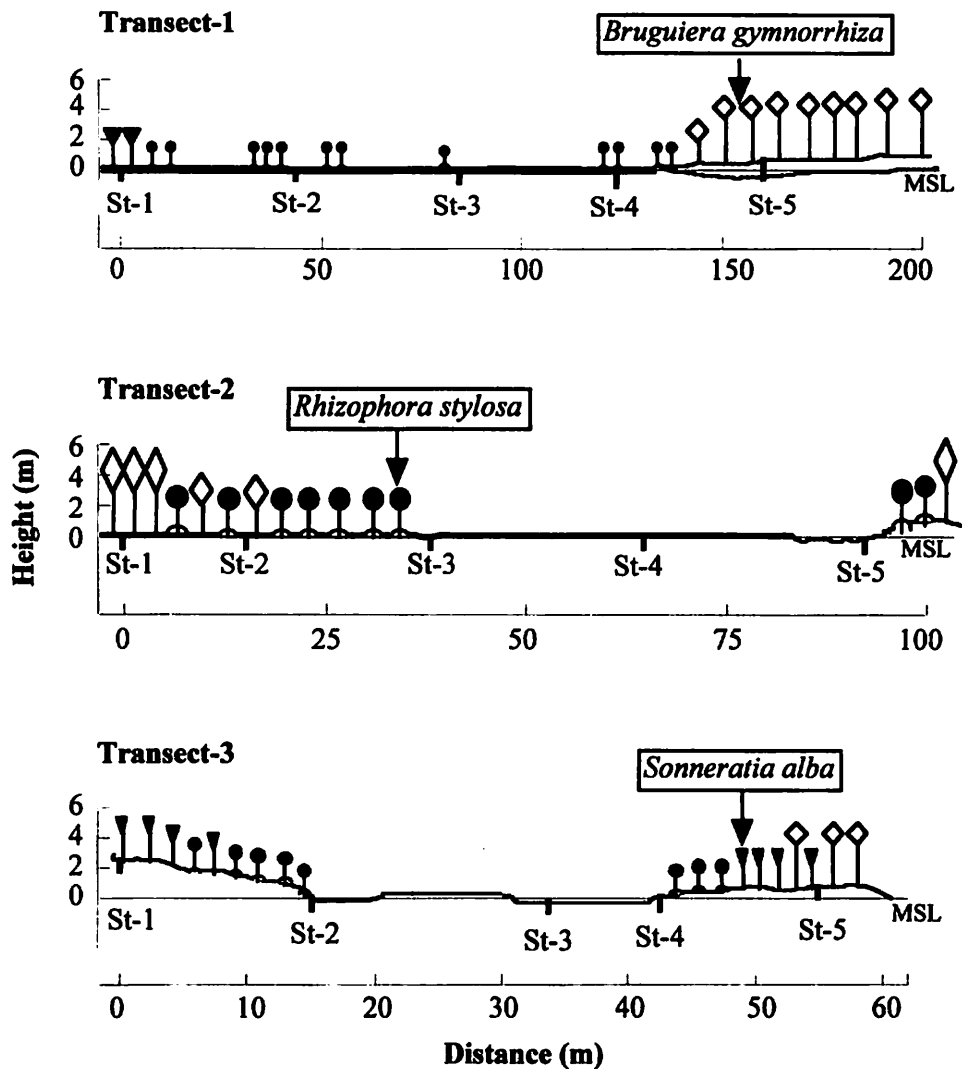 Transect-1
Bruguiera gymnorrhiza
6
4
2
0
St-1 St-2 St-3 St-4 St-5 MSL
0 50 100 150 200
Transect-2
Rhizophora stylosa
Height (m)
6
4
2
0
St-1 St-2 St-3 St-4 St-5 MSL
0 25 50 75 100
Transect-3
Sonneratia alba
6
4
2
0
St-1 St-2 St-3 St-4 St-5 MSL
0 10 20 30 40 50 60
Distance (m)